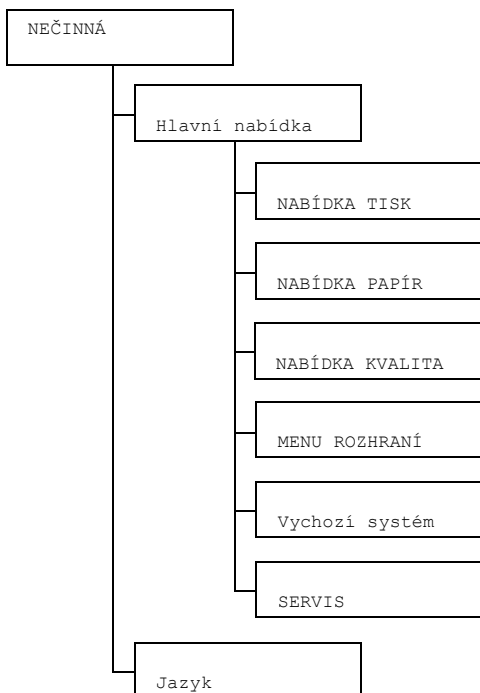 NEČINNÁ
Hlavní nabídka
NABÍDKA TISK
NABÍDKA PAPÍR
NABÍDKA KVALITA
MENU ROZHRANÍ
Vychozí systém
SERVIS
Jazyk